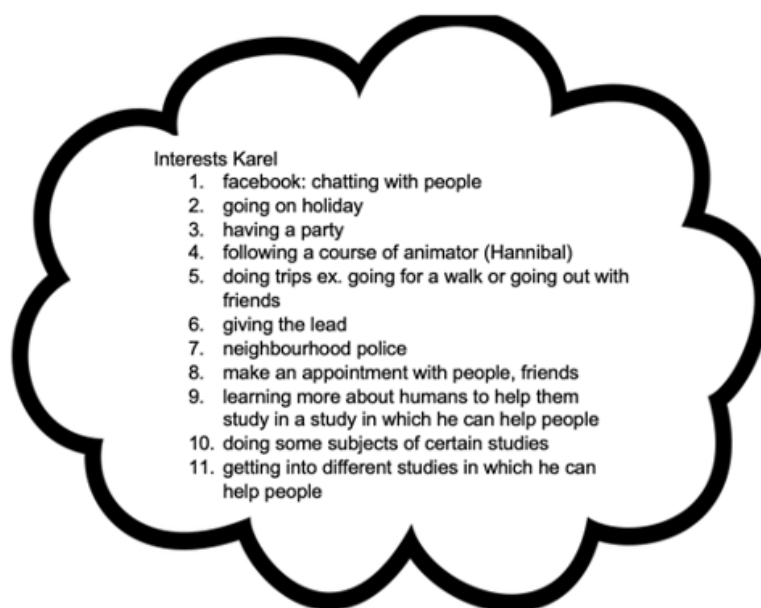 Interests Karel
1. facebook: chatting with people
2. going on holiday
3. having a party
4. following a course of animator (Hannibal)
5. doing trips ex. going for a walk or going out with
friends
6. giving the lead
7. neighbourhood police
8. make an appointment with people, friends
9. learning more about humans to help them
study in a study in which he can help people
10. doing some subjects of certain studies
11. getting into different studies in which he can
help people